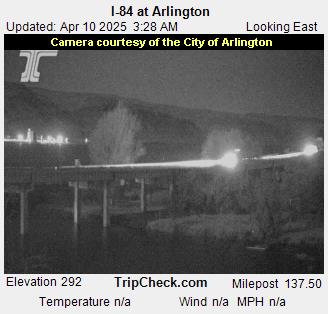 I-84 at Arlington
Updated: Apr 10 2025 3:28 AM Looking East
Camera courtesy of the City of Arlington
Elevation 292 TripCheck.com Milepost 137.50
Temperature n/a Wind n/a MPH n/a